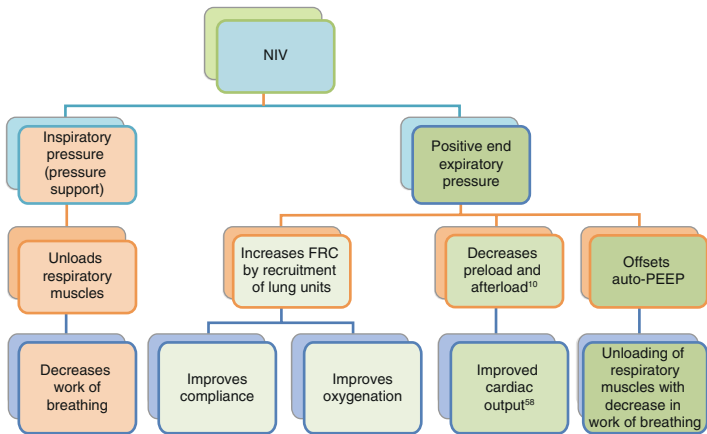 NIV
Inspiratory
pressure
(pressure
support)
Positive end
expiratory
pressure
Unloads
respiratory
muscles
Increases FRC
by recruitment
of lung units
Decreases
preload and
afterload¹⁰
Offsets
auto-PEEP
Decreases
work of
breathing
Improves
compliance
Improves
oxygenation
Improved
cardiac
output⁵⁸
Unloading of
respiratory
muscles with
decrease in
work of breathing